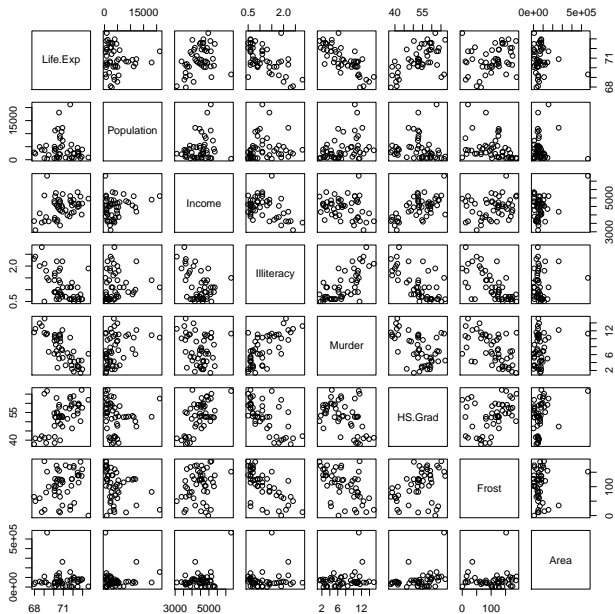 0 15000 0.5 2.0 40 55 0e+00 5e+05
Life.Exp
68 71
Population
0 15000
Income
3000 5000
Illiteracy
0.5 2.0
Murder
2 6 12
HS.Grad
40 55
Frost
0 100
Area
0e+00 5e+05
68 71 3000 5000 2 6 12 0 100